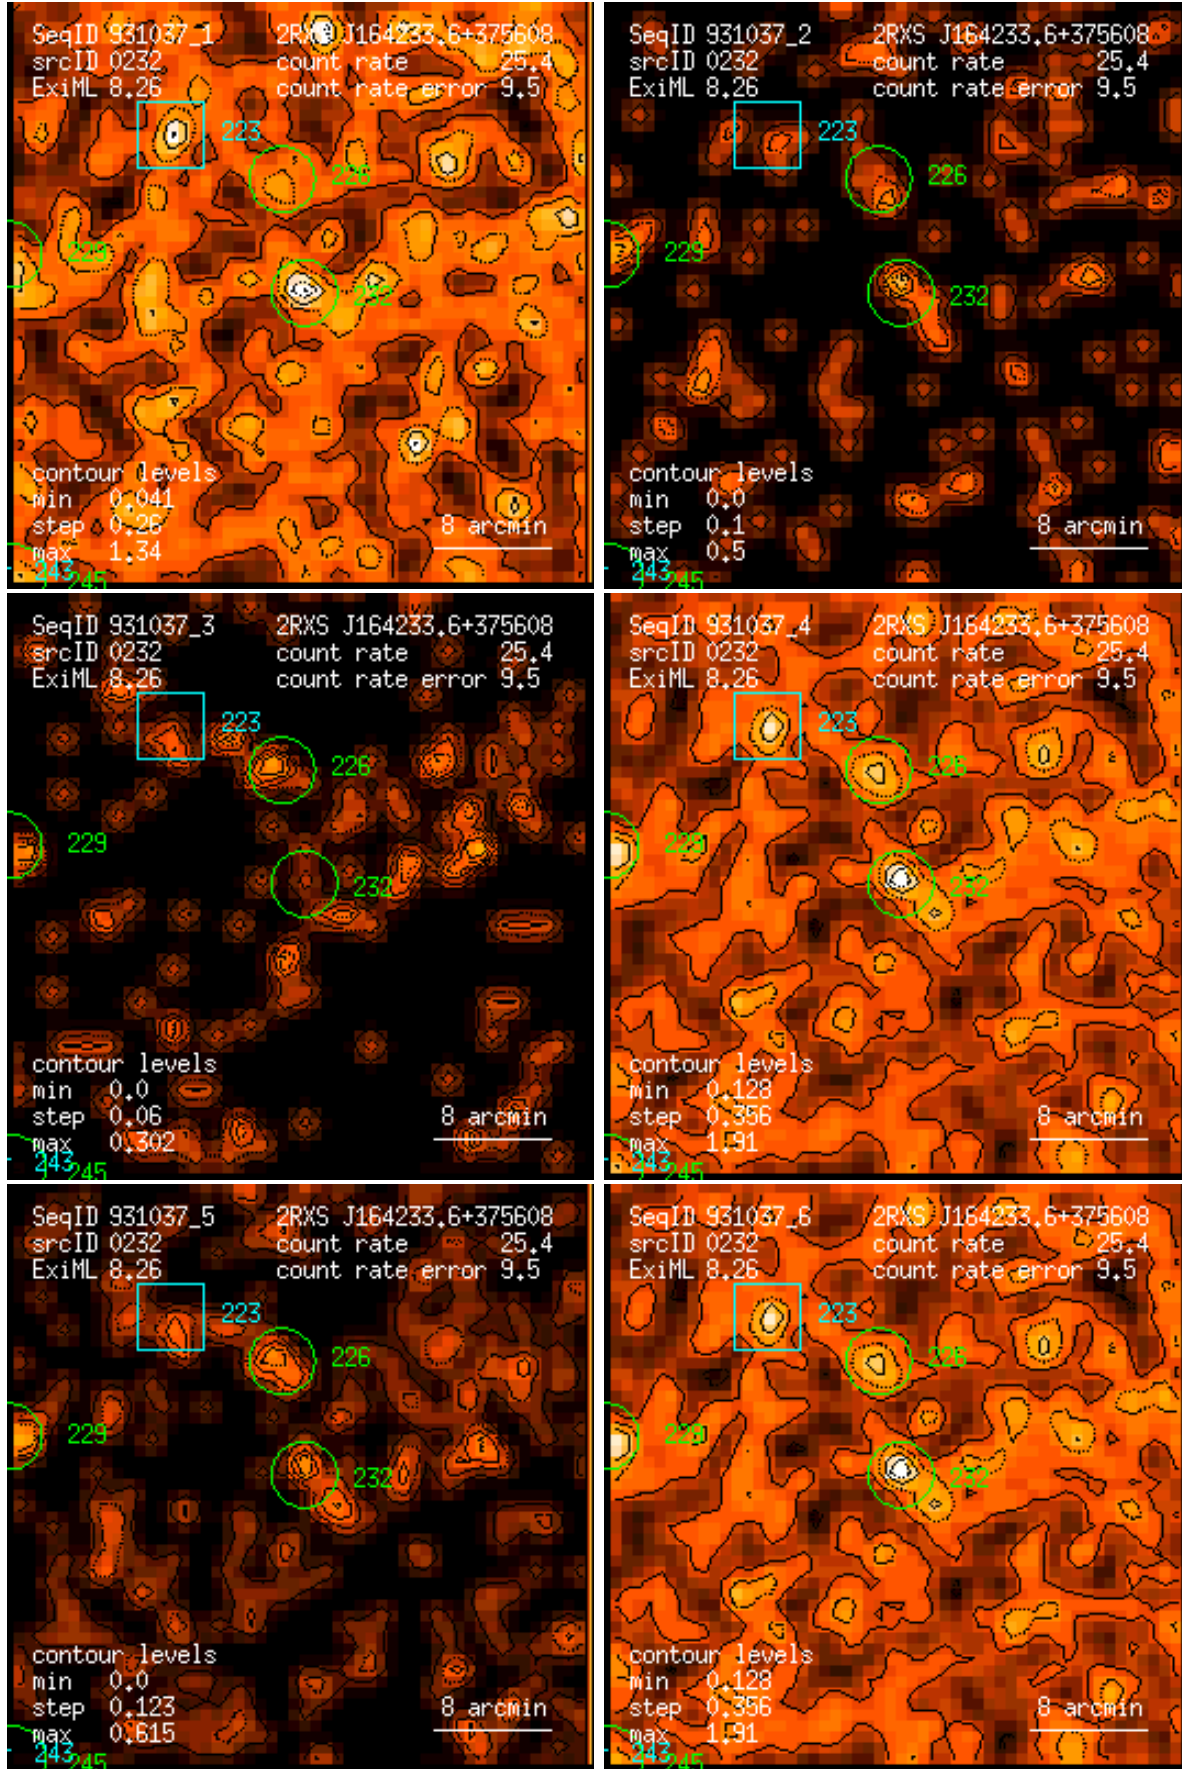 SeqID 931037_1 2RXS J164233.6+375608
srcID 0232 count rate 25.4
ExiML 8.26 count rate error 9.5
223
226
229
232
contour levels
min 0.041
step 0.26
max 1.34
8 arcmin
243
245
SeqID 931037_2 2RXS J164233.6+375608
srcID 0232 count rate 25.4
ExiML 8.26 count rate error 9.5
223
226
229
232
contour levels
min 0.0
step 0.1
max 0.5
8 arcmin
243
245
SeqID 931037_3 2RXS J164233.6+375608
srcID 0232 count rate 25.4
ExiML 8.26 count rate error 9.5
223
226
229
232
contour levels
min 0.0
step 0.06
max 0.302
8 arcmin
243
245
SeqID 931037_4 2RXS J164233.6+375608
srcID 0232 count rate 25.4
ExiML 8.26 count rate error 9.5
223
226
229
232
contour levels
min 0.128
step 0.356
max 1.91
8 arcmin
243
245
SeqID 931037_5 2RXS J164233.6+375608
srcID 0232 count rate 25.4
ExiML 8.26 count rate error 9.5
223
226
229
232
contour levels
min 0.0
step 0.123
max 0.615
8 arcmin
243
245
SeqID 931037_6 2RXS J164233.6+375608
srcID 0232 count rate 25.4
ExiML 8.26 count rate error 9.5
223
226
229
232
contour levels
min 0.128
step 0.356
max 1.91
8 arcmin
243
245